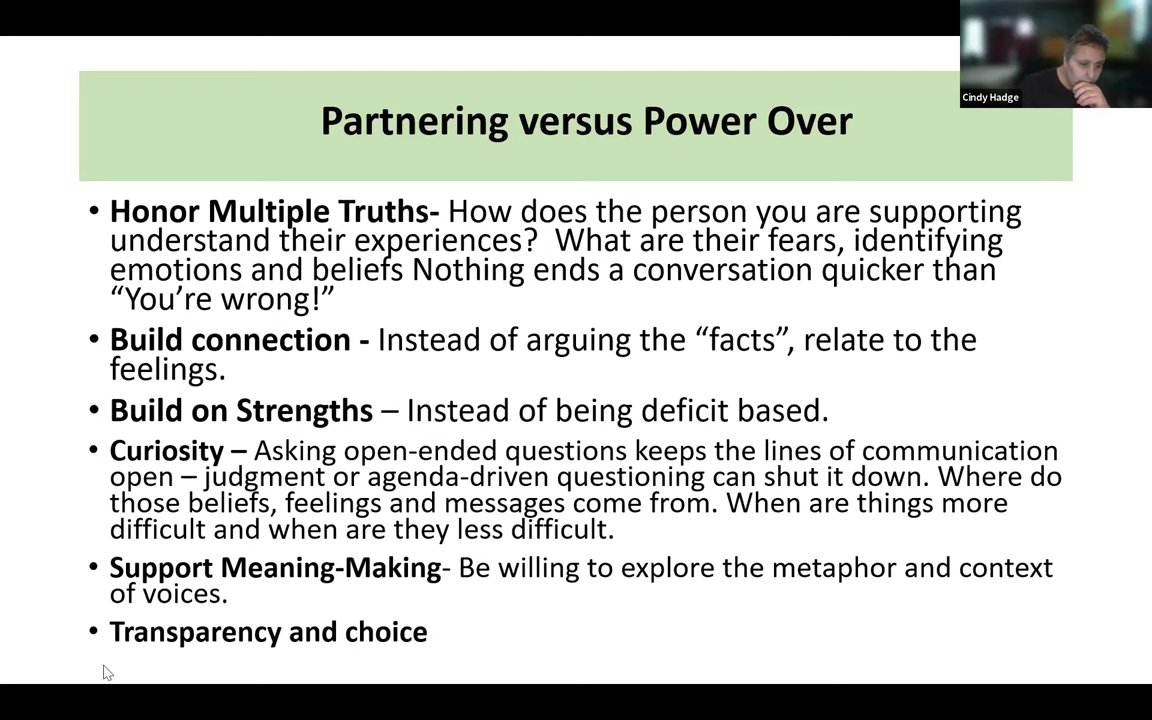 Cindy Hadge
Partnering versus Power Over
• Honor Multiple Truths- How does the person you are supporting
understand their experiences?  What are their fears, identifying
emotions and beliefs Nothing ends a conversation quicker than
“You’re wrong!”
• Build connection - Instead of arguing the “facts”, relate to the
feelings.
• Build on Strengths – Instead of being deficit based.
• Curiosity – Asking open-ended questions keeps the lines of communication
open – judgment or agenda-driven questioning can shut it down. Where do
those beliefs, feelings and messages come from. When are things more
difficult and when are they less difficult.
• Support Meaning-Making- Be willing to explore the metaphor and context
of voices.
• Transparency and choice